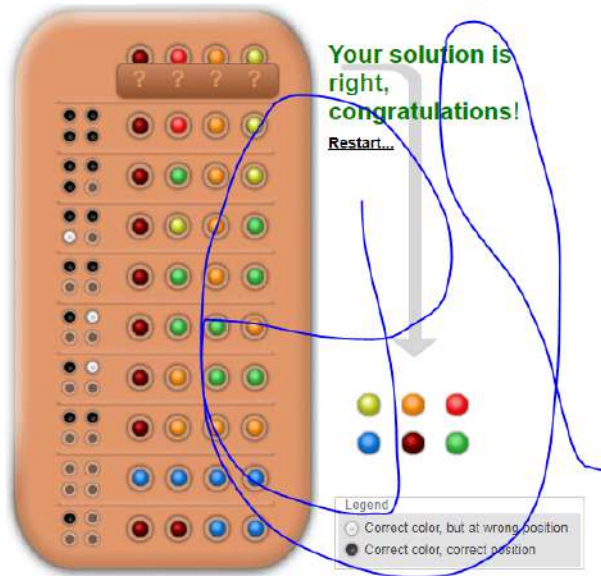 ? ? ? ?
Your solution is
right,
congratulations!
Restart...
Legend
Correct color, but at wrong position
Correct color, correct position